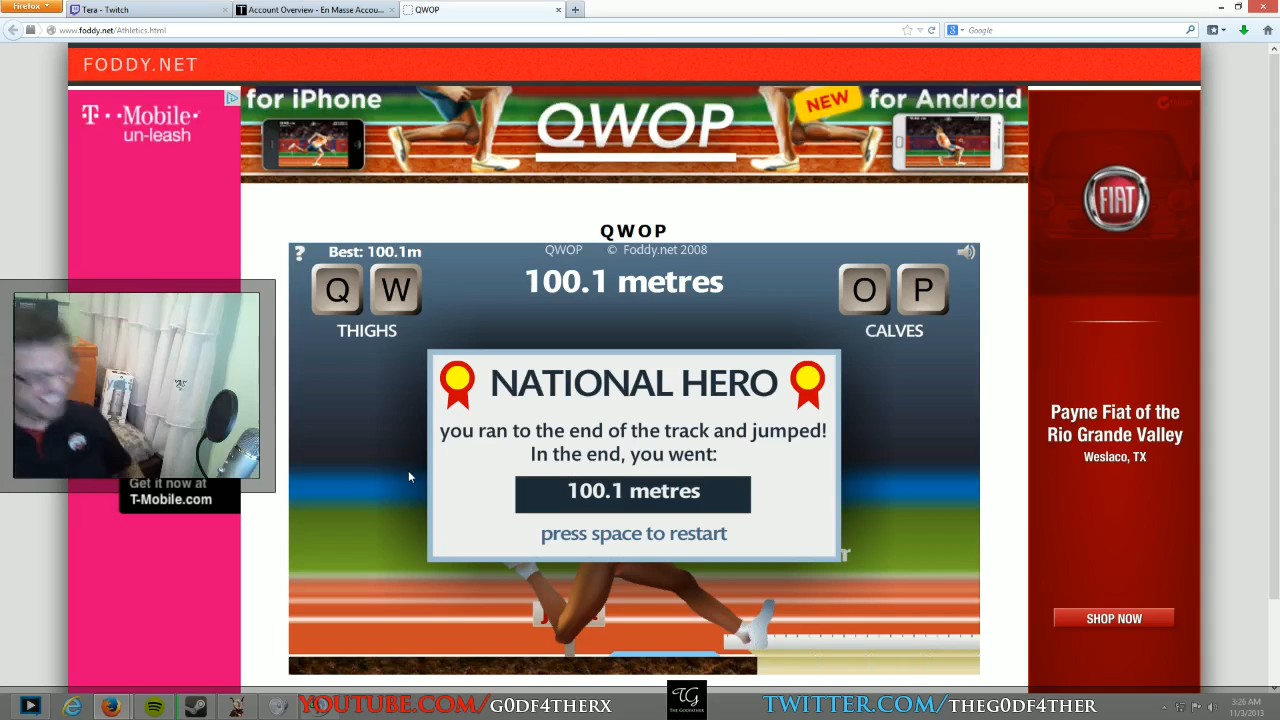 Firefox
Tera - Twitch
Account Overview - En Masse Accou...
QWOP
www.foddy.net/Athletics.html
Google
FODDY.NET
T··Mobile·
un-leash
for iPhone
QWOP
NEW
for Android
FIAT
QWOP
Best: 100.1m
QWOP © Foddy.net 2008
?
100.1 metres
Q W
O P
THIGHS
CALVES
NATIONAL HERO
you ran to the end of the track and jumped!
In the end, you went:
100.1 metres
press space to restart
Payne Fiat of the
Rio Grande Valley
Weslaco, TX
Get it now at
T-Mobile.com
SHOP NOW
YOUTUBE.COM/G0DF4THERX
TG
THE GODFATHER
TWITTER.COM/THEG0DF4THER
3:26 AM
11/3/2013